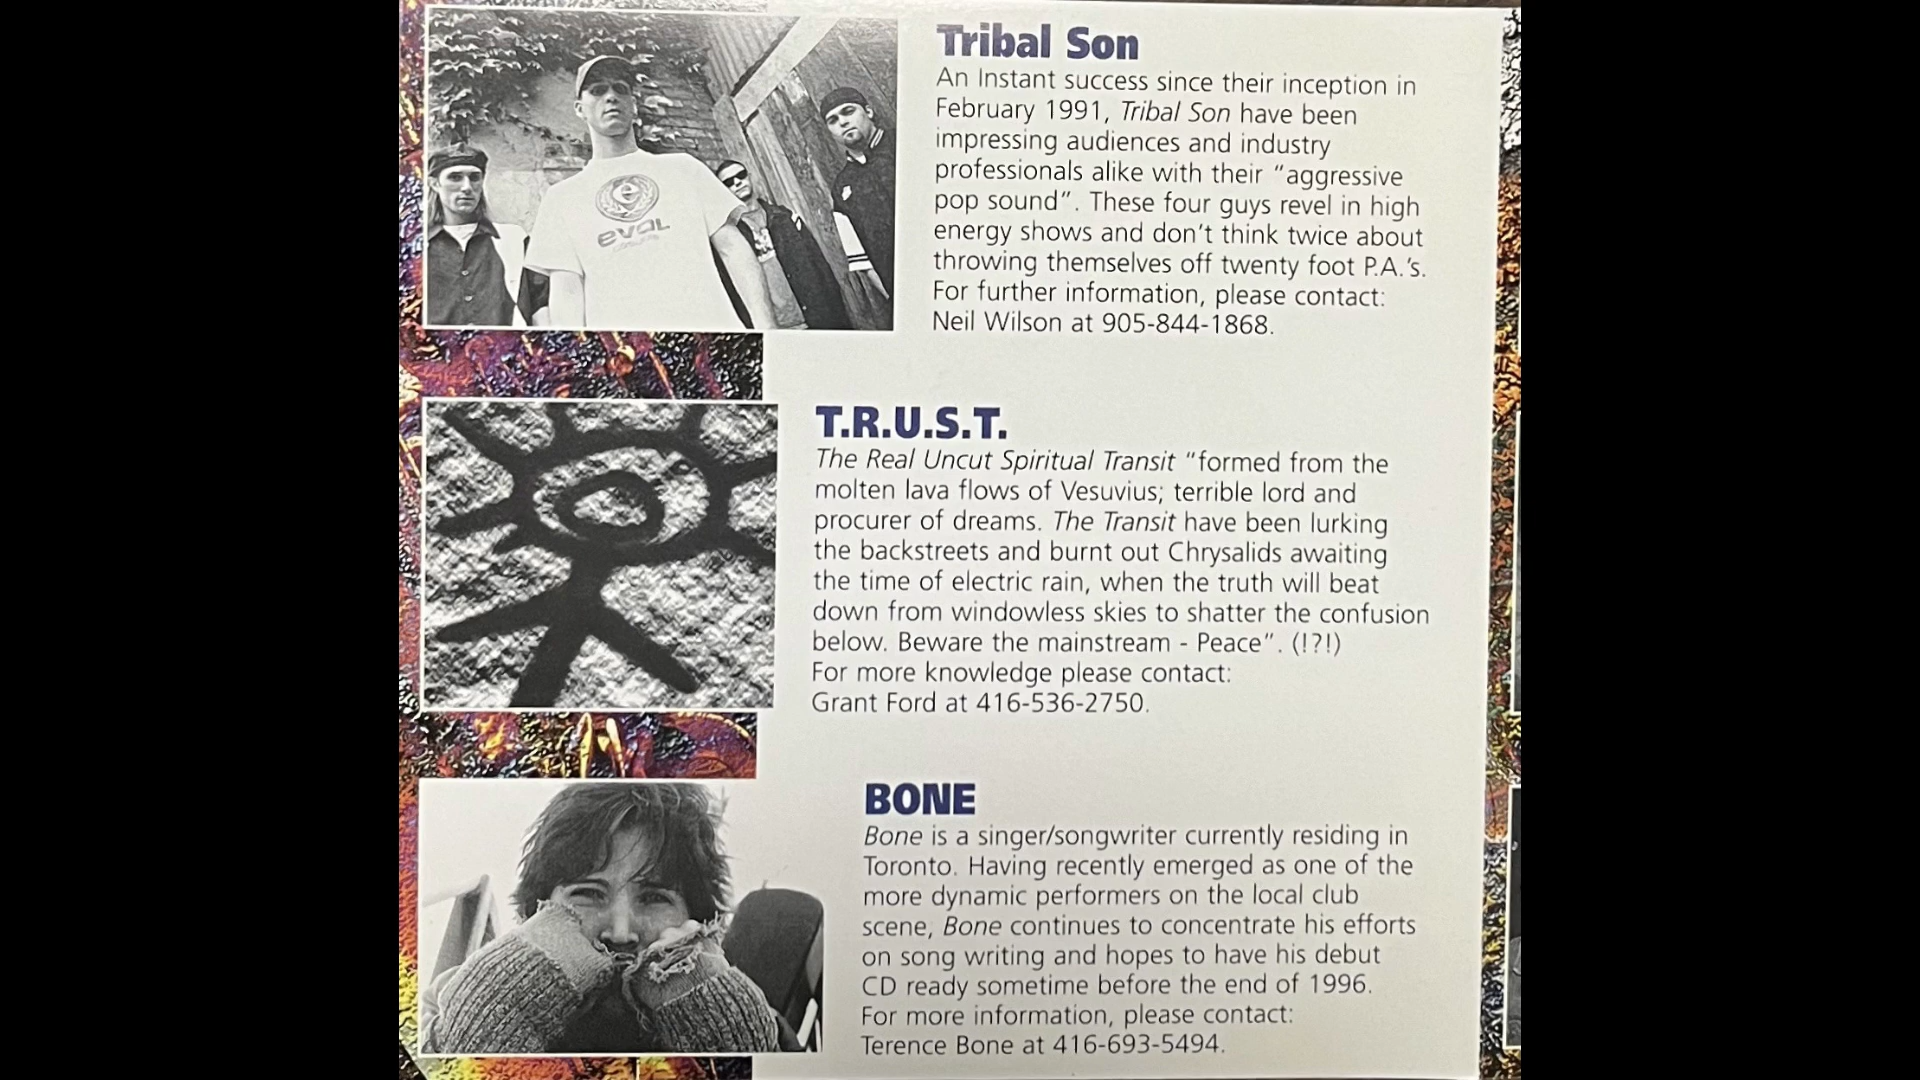 Tribal Son
An Instant success since their inception in
February 1991, Tribal Son have been
impressing audiences and industry
professionals alike with their “aggressive
pop sound”. These four guys revel in high
energy shows and don’t think twice about
throwing themselves off twenty foot P.A.’s.
For further information, please contact:
Neil Wilson at 905-844-1868.
evol
T.R.U.S.T.
The Real Uncut Spiritual Transit “formed from the
molten lava flows of Vesuvius; terrible lord and
procurer of dreams. The Transit have been lurking
the backstreets and burnt out Chrysalids awaiting
the time of electric rain, when the truth will beat
down from windowless skies to shatter the confusion
below. Beware the mainstream - Peace”. (!?!)
For more knowledge please contact:
Grant Ford at 416-536-2750.
BONE
Bone is a singer/songwriter currently residing in
Toronto. Having recently emerged as one of the
more dynamic performers on the local club
scene, Bone continues to concentrate his efforts
on song writing and hopes to have his debut
CD ready sometime before the end of 1996.
For more information, please contact:
Terence Bone at 416-693-5494.